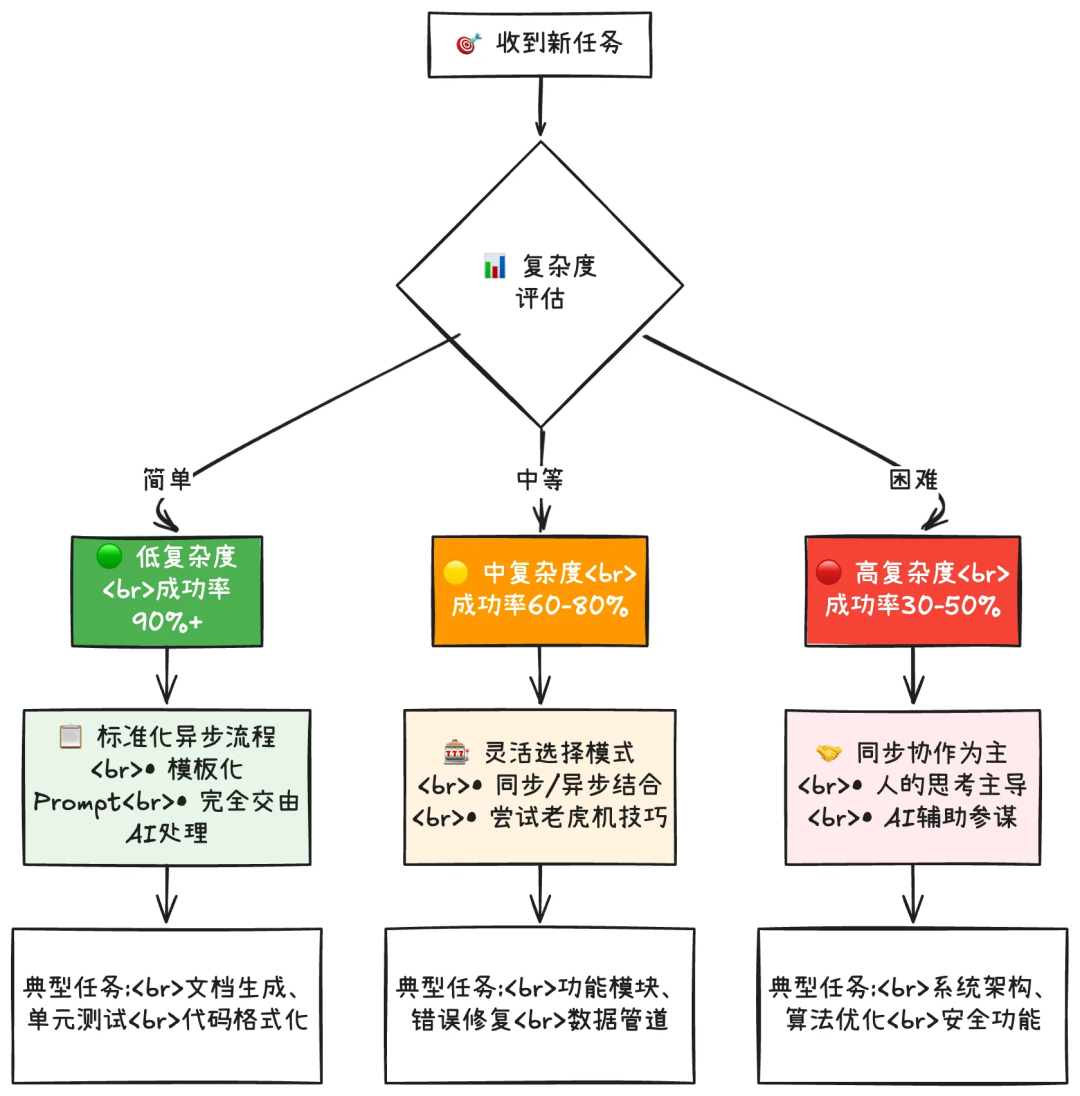 🎯 收到新任务
📊 复杂度
评估
简单
中等
困难
🟢 低复杂度
<br>成功率
90%+
🟡 中复杂度<br>
成功率60-80%
🔴 高复杂度<br>
成功率30-50%
📋 标准化异步流程
<br>• 模板化
Prompt<br>• 完全交由
AI处理
🎰 灵活选择模式
<br>• 同步/异步结合
<br>• 尝试老虎机技巧
🤝 同步协作为主
<br>• 人的思考主导
<br>• AI辅助参谋
典型任务:<br>文档生成、
单元测试<br>代码格式化
典型任务:<br>功能模块、
错误修复<br>数据管道
典型任务:<br>系统架构、
算法优化<br>安全功能